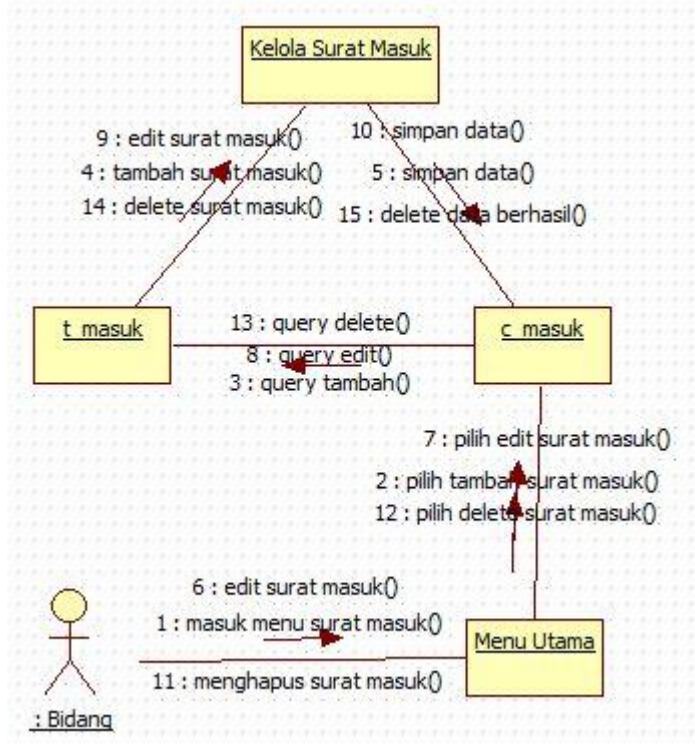 Kelola Surat Masuk
9 : edit surat masuk()
10 : simpan data()
4 : tambah surat masuk()
5 : simpan data()
14 : delete surat masuk()
15 : delete data berhasil()
t_masuk
13 : query delete()
c_masuk
8 : query edit()
3 : query tambah()
7 : pilih edit surat masuk()
2 : pilih tambah surat masuk()
12 : pilih delete surat masuk()
6 : edit surat masuk()
1 : masuk menu surat masuk()
Menu Utama
11 : menghapus surat masuk()
: Bidang